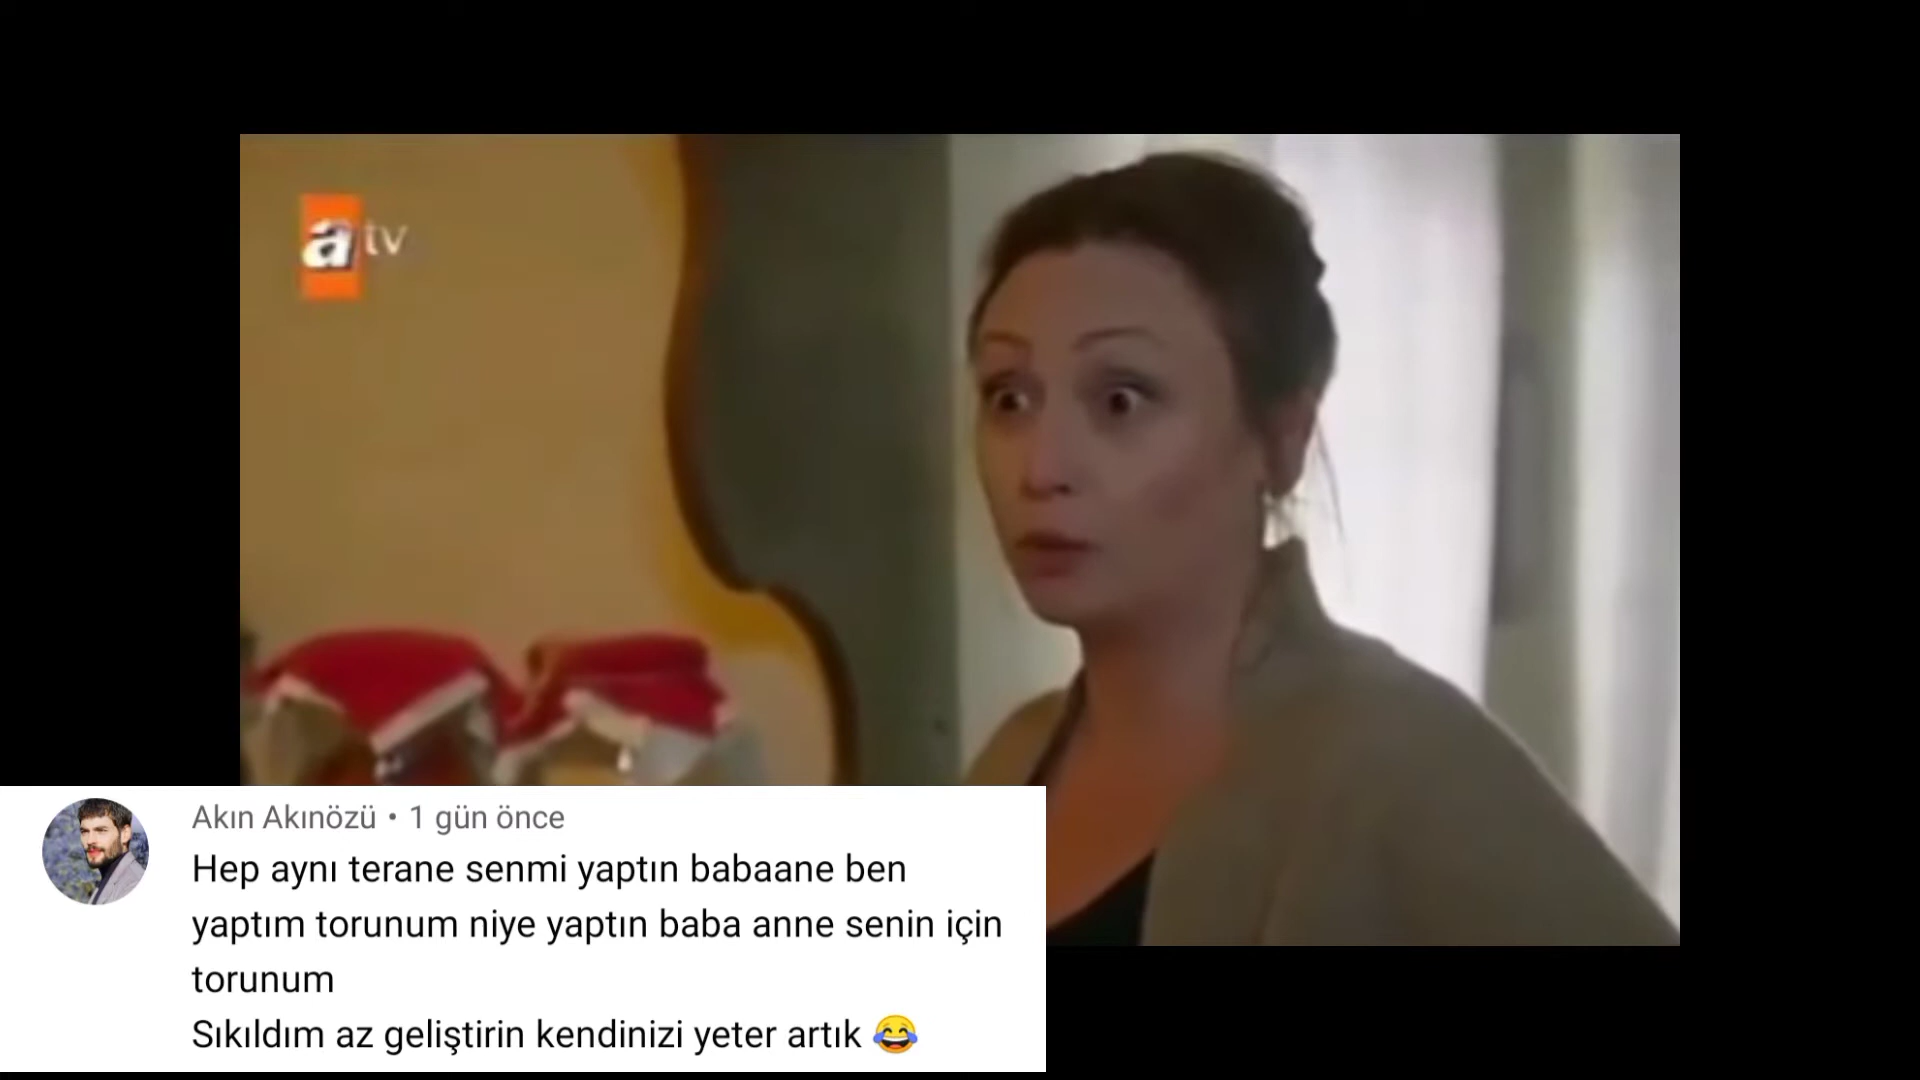 a tv
Akın Akınözü • 1 gün önce
Hep aynı terane senmi yaptın babaane ben
yaptım torunum niye yaptın baba anne senin için
torunum
Sıkıldım az geliştirin kendinizi yeter artık 😂